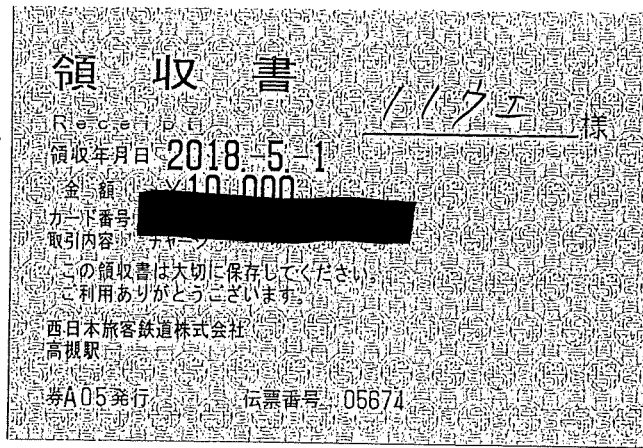 領収書
Receipt
様
領収年月日 2018-5-1
金額 ¥10,000
カード番号
取引内容 チャージ
この領収書は大切に保存してください。
ご利用ありがとうございます。
西日本旅客鉄道株式会社
高槻駅
券A05発行 伝票番号 05674